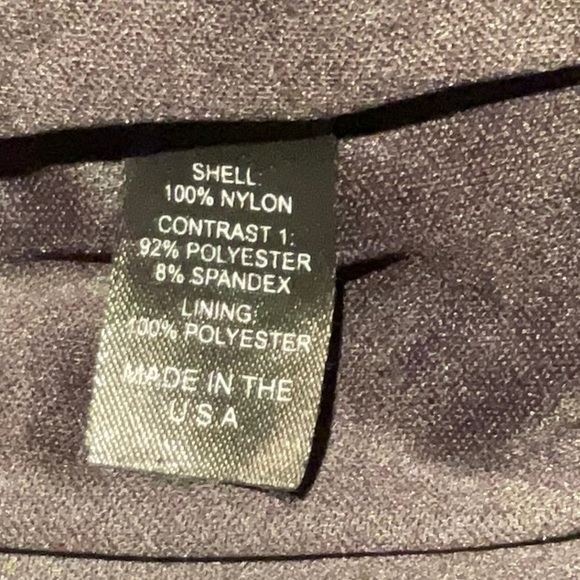 SHELL:
100% NYLON
CONTRAST 1:
92% POLYESTER
8% SPANDEX
LINING:
100% POLYESTER
MADE IN THE
U S A